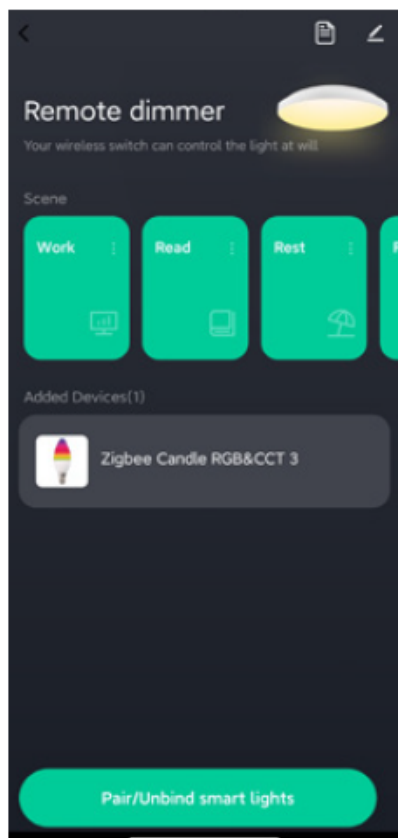 Remote dimmer
Your wireless switch can control the light at will
Scene
Work
Read
Rest
Added Devices(1)
Zigbee Candle RGB&CCT 3
Pair/Unbind smart lights